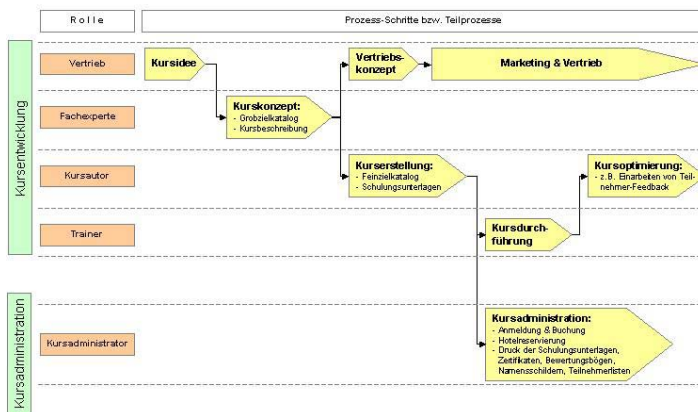 R o l l e
Prozess-Schritte bzw. Teilprozesse
Kursentwicklung
Vertrieb
Kursidee
Vertriebs-
konzept
Marketing & Vertrieb
Fachexperte
Kurskonzept:
- Grobzielkatalog
- Kursbeschreibung
Kursautor
Kurserstellung:
- Feinzielkatalog
- Schulungsunterlagen
Kursoptimierung:
- z.B. Einarbeiten von Teil-
nehmer-Feedback
Trainer
Kursdurch-
führung
Kursadministration
Kursadministrator
Kursadministration:
- Anmeldung & Buchung
- Hotelreservierung
- Druck der Schulungsunterlagen,
Zertifikaten, Bewertungsbögen,
Namensschildern, Teilnehmerlisten